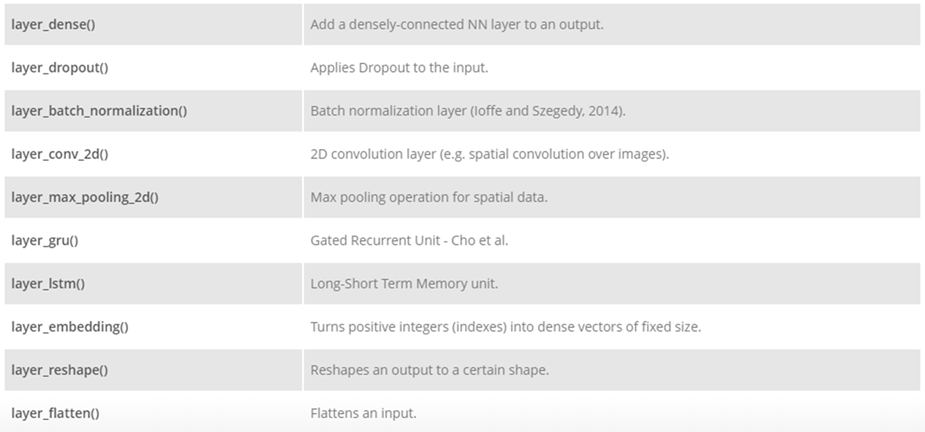 layer_dense() Add a densely-connected NN layer to an output.
layer_dropout() Applies Dropout to the input.
layer_batch_normalization() Batch normalization layer (Ioffe and Szegedy, 2014).
layer_conv_2d() 2D convolution layer (e.g. spatial convolution over images).
layer_max_pooling_2d() Max pooling operation for spatial data.
layer_gru() Gated Recurrent Unit - Cho et al.
layer_lstm() Long-Short Term Memory unit.
layer_embedding() Turns positive integers (indexes) into dense vectors of fixed size.
layer_reshape() Reshapes an output to a certain shape.
layer_flatten() Flattens an input.